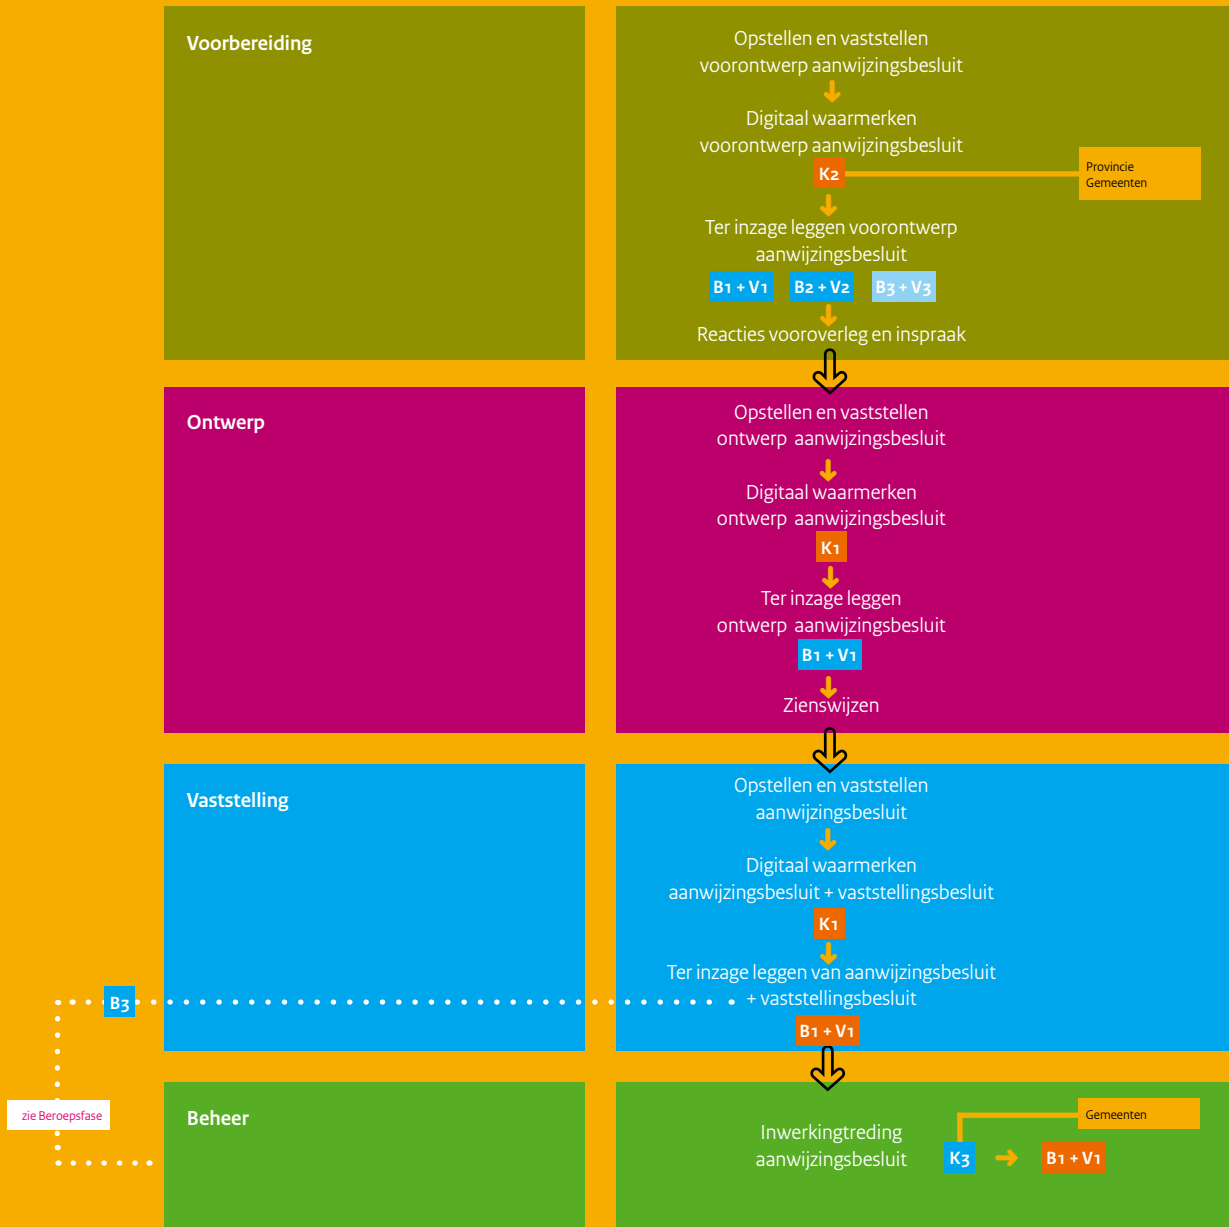 Voorbereiding
Opstellen en vaststellen
voorontwerp aanwijzingsbesluit
Digitaal waarmerken
voorontwerp aanwijzingsbesluit
K2
Provincie
Gemeenten
Ter inzage leggen voorontwerp
aanwijzingsbesluit
B1 + V1
B2 + V2
B3 + V3
Reacties vooroverleg en inspraak
Ontwerp
Opstellen en vaststellen
ontwerp aanwijzingsbesluit
Digitaal waarmerken
ontwerp aanwijzingsbesluit
K1
Ter inzage leggen
ontwerp aanwijzingsbesluit
B1 + V1
Zienswijzen
Vaststelling
Opstellen en vaststellen
aanwijzingsbesluit
Digitaal waarmerken
aanwijzingsbesluit + vaststellingsbesluit
K1
Ter inzage leggen van aanwijzingsbesluit
+ vaststellingsbesluit
B3
B1 + V1
zie Beroepsfase
Beheer
Inwerkingtreding
aanwijzingsbesluit
Gemeenten
K3
B1 + V1